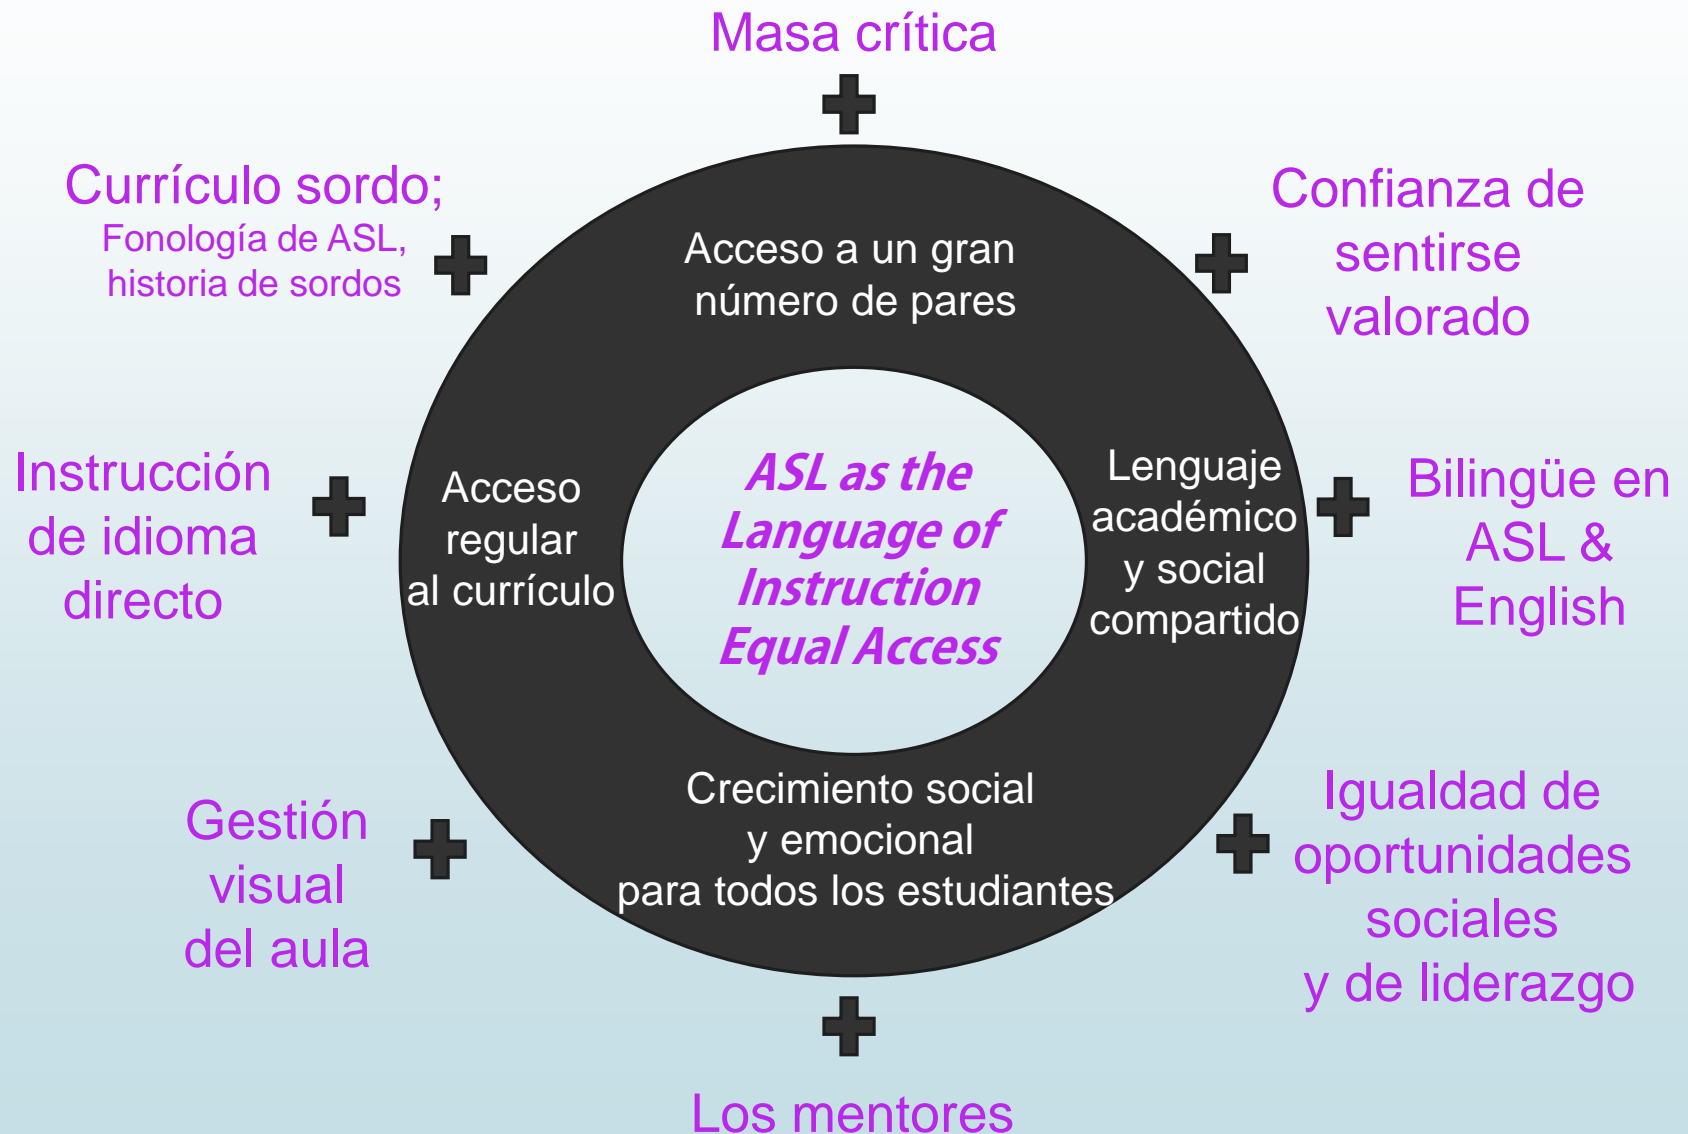 Masa crítica
Currículo sordo;
Fonología de ASL,
historia de sordos
Acceso a un gran
número de pares
Confianza de
sentirse
valorado
Instrucción
de idioma
directo
Acceso
regular
al currículo
ASL as the
Language of
Instruction
Equal Access
Lenguaje
académico
y social
compartido
Bilingüe en
ASL &
English
Gestión
visual
del aula
Crecimiento social
y emocional
para todos los estudiantes
Igualdad de
oportunidades
sociales
y de liderazgo
Los mentores